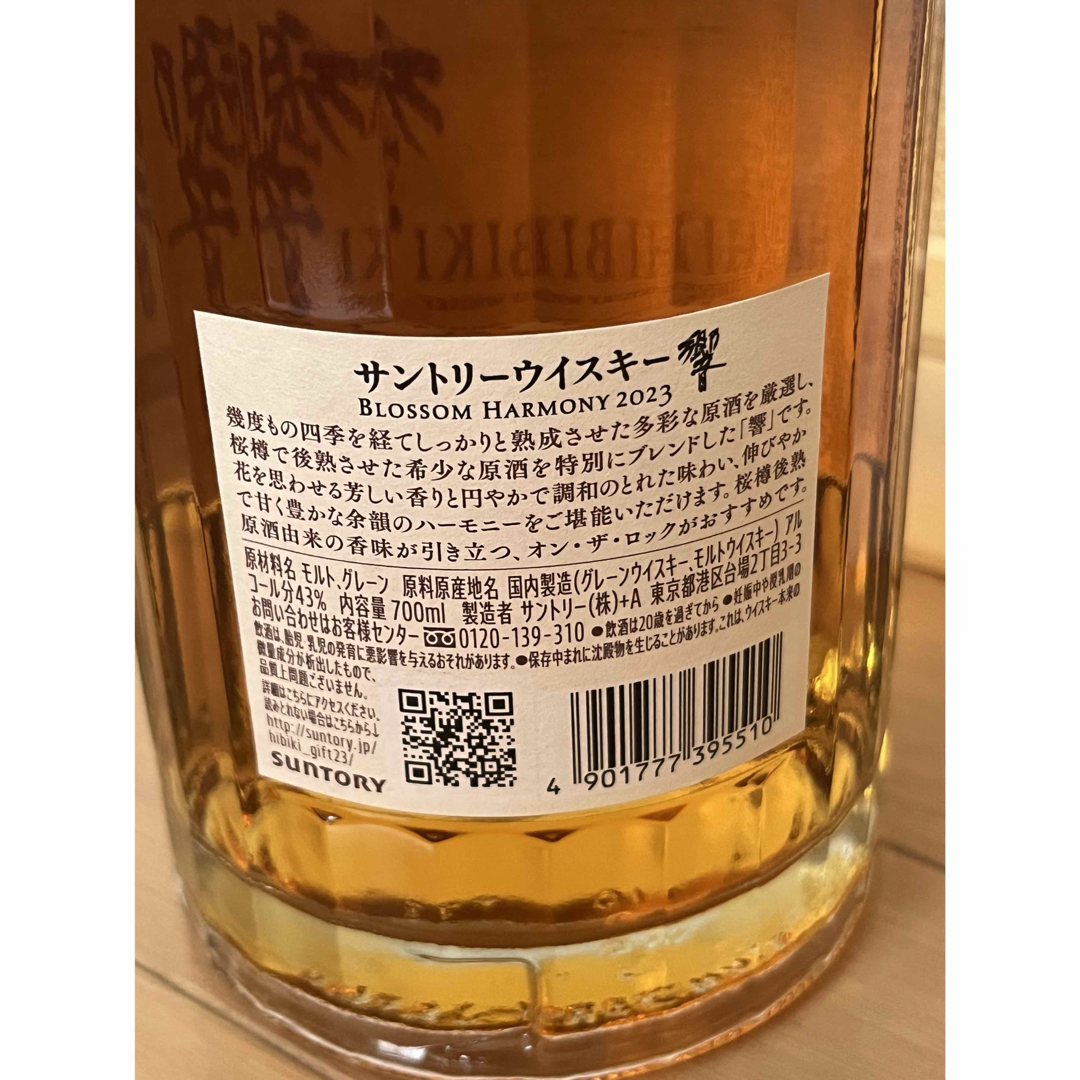 サントリーウイスキー 響
BLOSSOM HARMONY 2023
幾度もの四季を経てしっかりと熟成させた多彩な原酒を厳選し、
桜樽で後熟させた希少な原酒を特別にブレンドした「響」です。
花を思わせる芳しい香りと円やかで調和のとれた味わい、伸びやか
で甘く豊かな余韻のハーモニーをご堪能いただけます。桜樽後熟
原酒由来の香味が引き立つ、オン・ザ・ロックがおすすめです。
原材料名 モルト、グレーン 原料原産地名 国内製造(グレーンウイスキー、モルトウイスキー) アル
コール分43% 内容量 700ml 製造者 サントリー(株)+A 東京都港区台場2丁目3-3
お問い合わせはお客様センター 0120-139-310 ●飲酒は20歳を過ぎてから ●妊娠中や授乳期の
飲酒は、胎児・乳児の発育に悪影響を与えるおそれがあります。●保存中まれに沈殿物を生じることがあります。これは、ウイスキー本来の
微量成分が析出したもので、
品質上問題ございません。
詳細はこちらにアクセスください。
読みとれない場合はこちらから↓
http://suntory.jp/
hibiki_gift23/
SUNTORY
4 901777 395510
HIBIKI